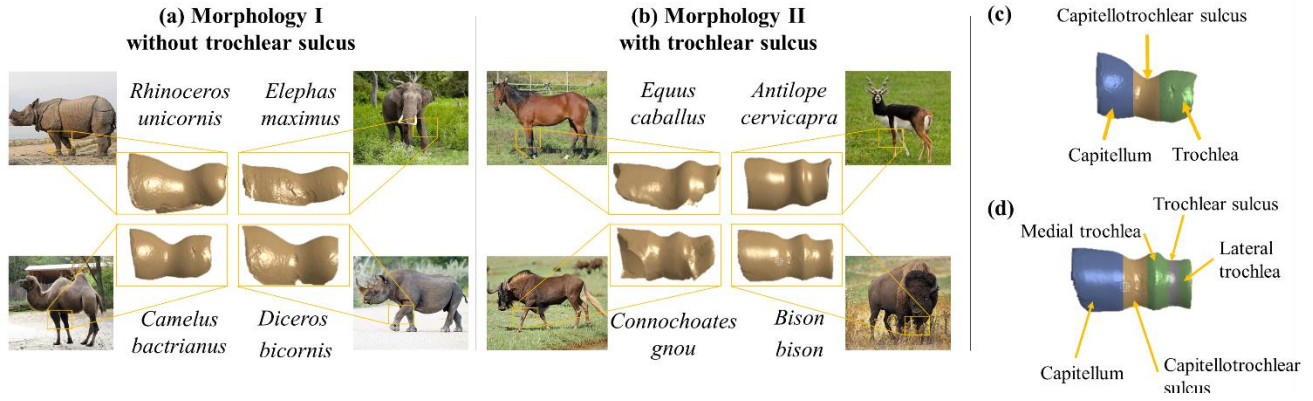 (a) Morphology I
without trochlear sulcus
Rhinoceros
unicornis
Elephas
maximus
Camelus
bactrianus
Diceros
bicornis
(b) Morphology II
with trochlear sulcus
Equus
caballus
Antilope
cervicapra
Connochoates
gnou
Bison
bison
(c)
Capitellotrochlear sulcus
Capitellum
Trochlea
(d)
Trochlear sulcus
Medial trochlea
Lateral
trochlea
Capitellum
Capitellotrochlear
sulcus